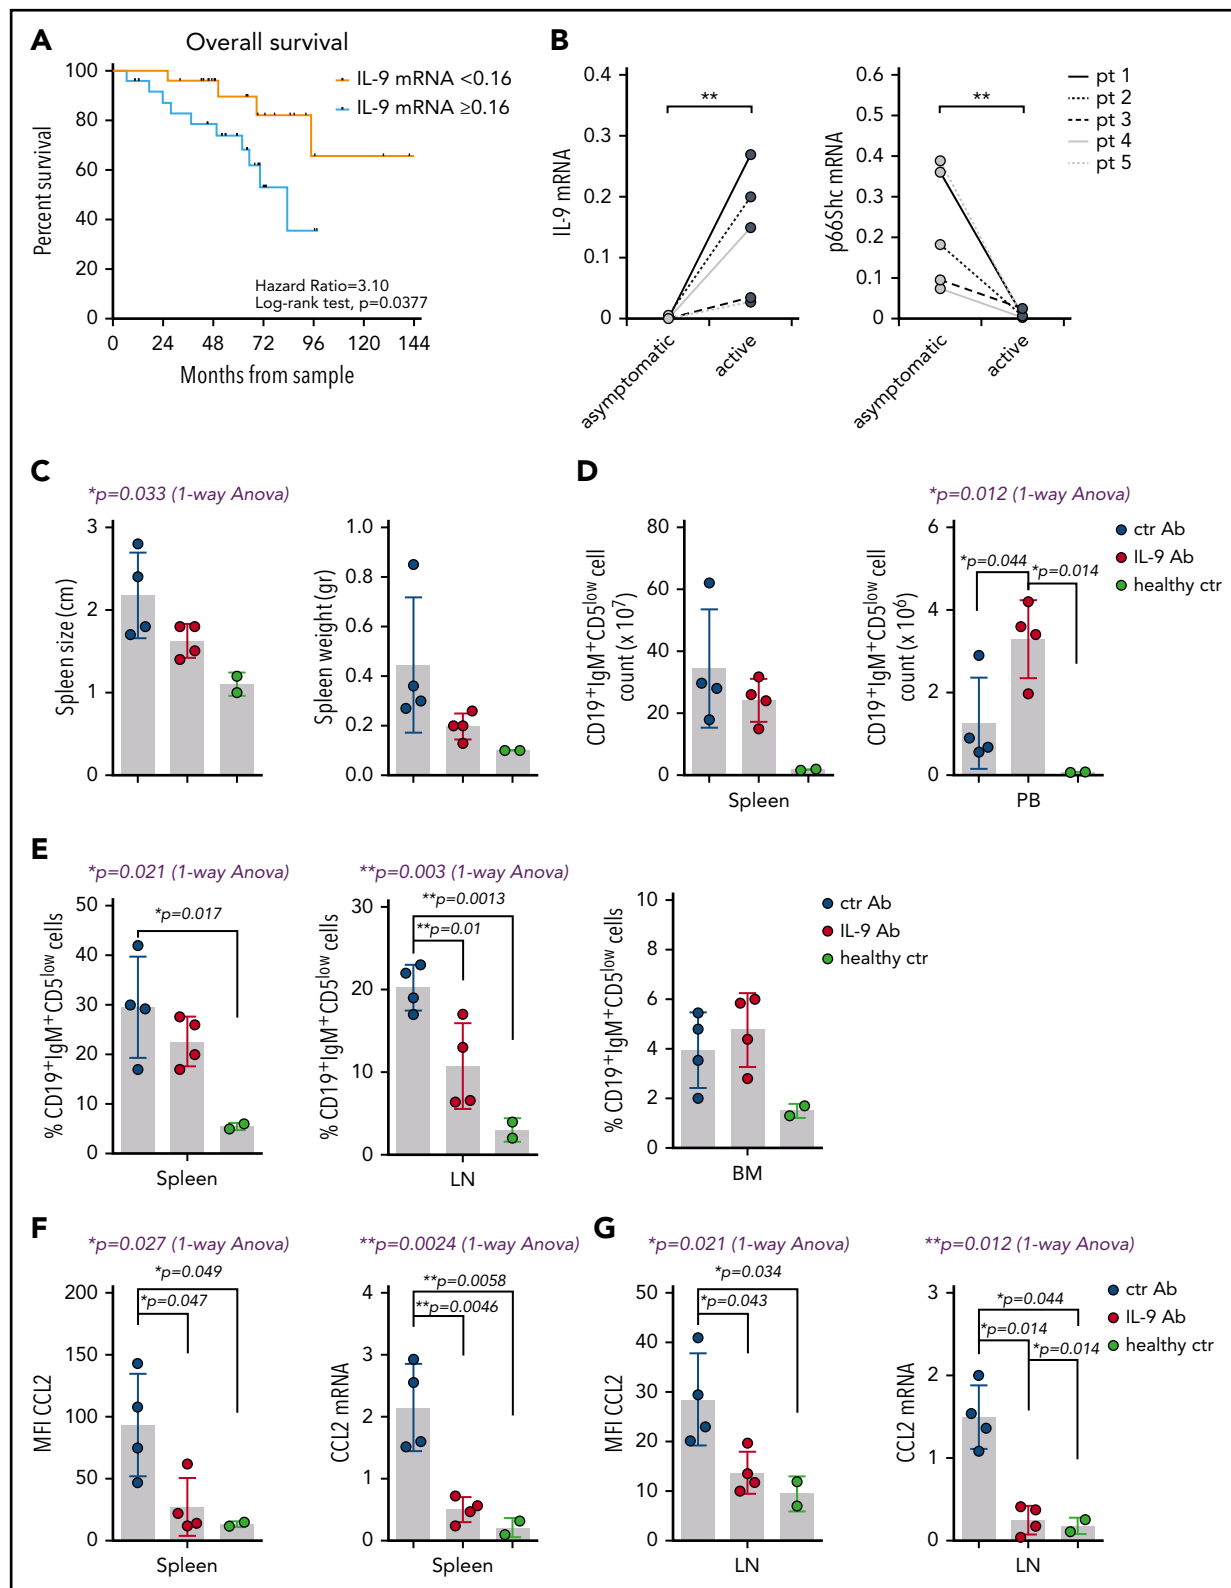 A
Overall survival
IL-9 mRNA <0.16
IL-9 mRNA ≥0.16
Percent survival
100
80
60
40
20
0
Hazard Ratio=3.10
Log-rank test, p=0.0377
0 24 48 72 96 120 144
Months from sample
B
IL-9 mRNA
0.4
0.3
0.2
0.1
0
**
asymptomatic
active
p66Shc mRNA
0.6
0.5
0.4
0.3
0.2
0.1
0
**
asymptomatic
active
pt 1
pt 2
pt 3
pt 4
pt 5
C
*p=0.033 (1-way Anova)
Spleen size (cm)
3
2
1
0
Spleen weight (gr)
1.0
0.8
0.6
0.4
0.2
0.0
D
CD19+IgM+CD5low cell
count (x 10⁷)
80
60
40
20
0
Spleen
*p=0.012 (1-way Anova)
CD19+IgM+CD5low cell
count (x 10⁶)
6
4
2
0
*p=0.044
*p=0.014
PB
ctr Ab
IL-9 Ab
healthy ctr
E
*p=0.021 (1-way Anova)
% CD19+IgM+CD5low cells
50
40
30
20
10
0
*p=0.017
Spleen
**p=0.003 (1-way Anova)
% CD19+IgM+CD5low cells
30
20
10
0
**p=0.0013
**p=0.01
LN
% CD19+IgM+CD5low cells
10
8
6
4
2
0
BM
ctr Ab
IL-9 Ab
healthy ctr
F
*p=0.027 (1-way Anova)
MFI CCL2
200
150
100
50
0
*p=0.049
*p=0.047
Spleen
**p=0.0024 (1-way Anova)
CCL2 mRNA
4
3
2
1
0
**p=0.0058
**p=0.0046
Spleen
G
*p=0.021 (1-way Anova)
MFI CCL2
50
40
30
20
10
0
*p=0.034
*p=0.043
LN
**p=0.012 (1-way Anova)
CCL2 mRNA
3
2
1
0
*p=0.044
*p=0.014
*p=0.014
LN
ctr Ab
IL-9 Ab
healthy ctr